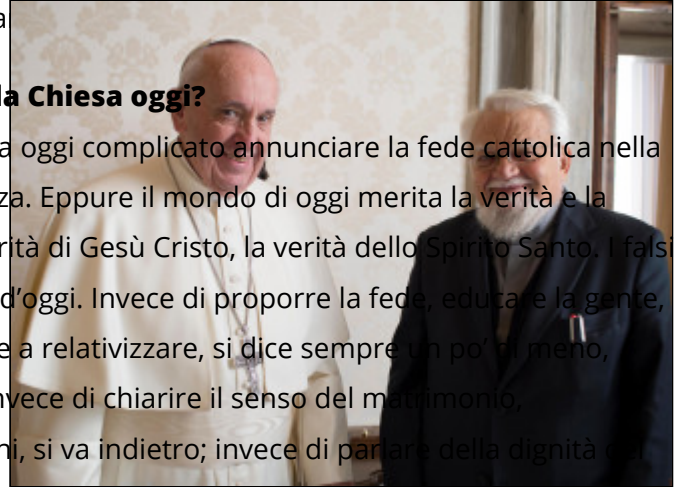 a
la Chiesa oggi?
a oggi complicato annunciare la fede cattolica nella
za. Eppure il mondo di oggi merita la verità e la
rità di Gesù Cristo, la verità dello Spirito Santo. I falsi
d'oggi. Invece di proporre la fede, educare la gente,
e a relativizzare, si dice sempre un po' di meno,
nvece di chiarire il senso del matrimonio,
ni, si va indietro; invece di parlare della dignità del